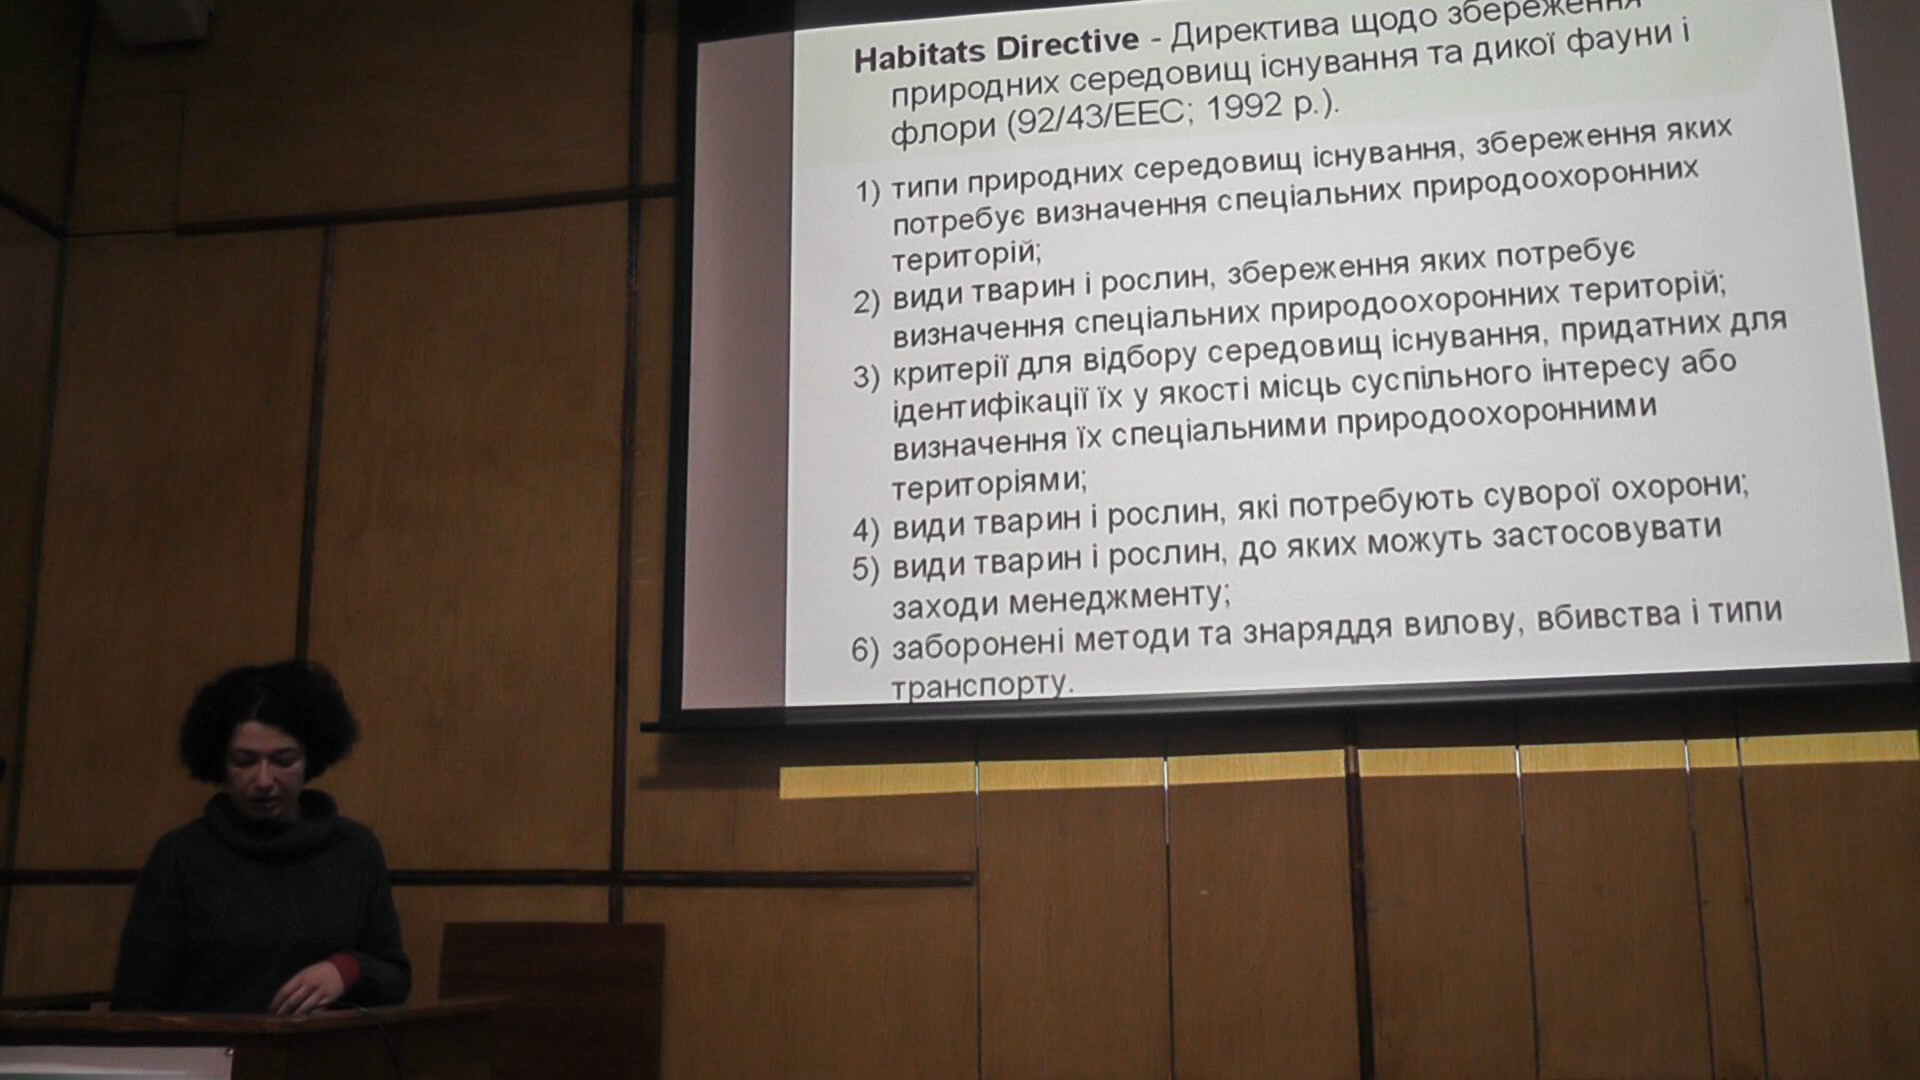 Habitats Directive - Директива щодо збереження
природних середовищ існування та дикої фауни і
флори (92/43/ЕЕС; 1992 р.).
1) типи природних середовищ існування, збереження яких
потребує визначення спеціальних природоохоронних
територій;
2) види тварин і рослин, збереження яких потребує
визначення спеціальних природоохоронних територій;
3) критерії для відбору середовищ існування, придатних для
ідентифікації їх у якості місць суспільного інтересу або
визначення їх спеціальними природоохоронними
територіями;
4) види тварин і рослин, які потребують суворої охорони;
5) види тварин і рослин, до яких можуть застосовувати
заходи менеджменту;
6) заборонені методи та знаряддя вилову, вбивства і типи
транспорту.